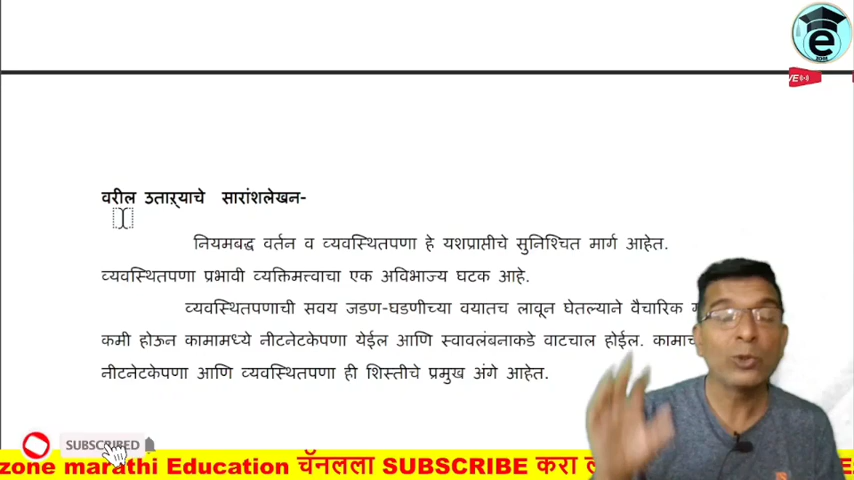 e
ZONE
VE
वरील उताऱ्याचे सारांशलेखन-
नियमबद्ध वर्तन व व्यवस्थितपणा हे यशप्राप्तीचे सुनिश्चित मार्ग आहेत.
व्यवस्थितपणा प्रभावी व्यक्तिमत्वाचा एक अविभाज्य घटक आहे.
व्यवस्थितपणाची सवय जडण-घडणीच्या वयातच लावून घेतल्याने वैचारिक
कमी होऊन कामामध्ये नीटनेटकेपणा येईल आणि स्वावलंबनाकडे वाटचाल होईल.
नीटनेटकेपणा आणि व्यवस्थितपणा ही शिस्तीचे प्रमुख अंगे आहेत.
SUBSCRIBED
zone marathi Education चॅनलला SUBSCRIBE करा